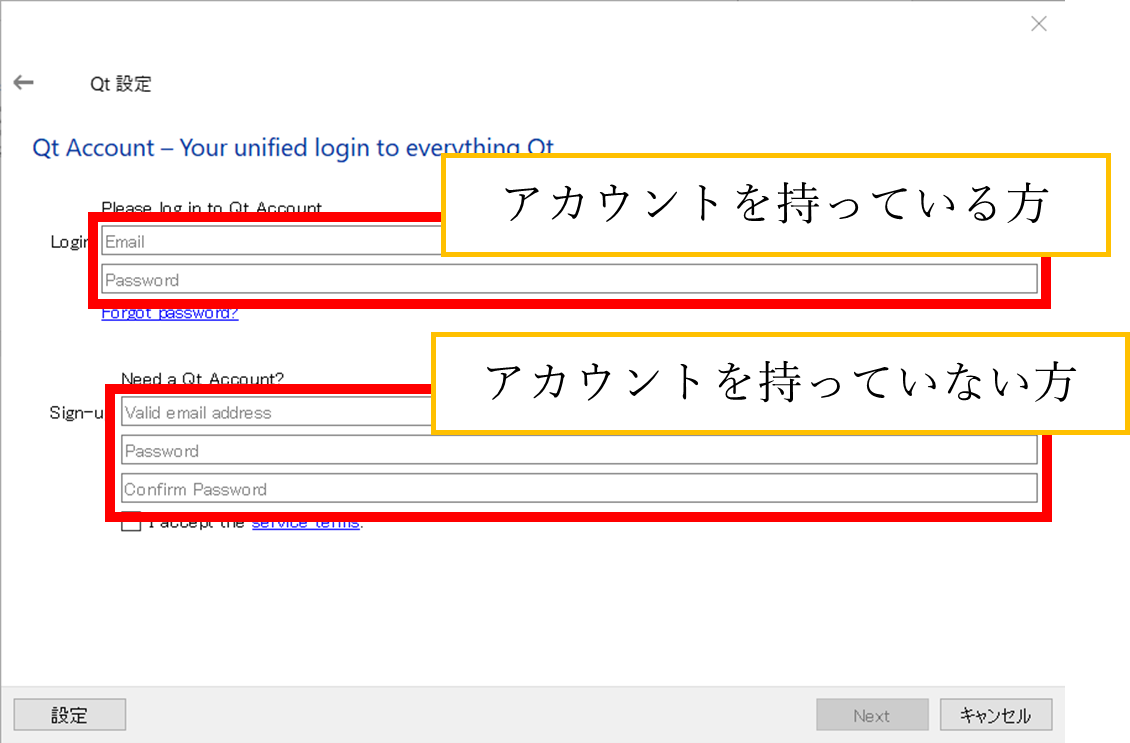 Qt 設定
Qt Account – Your unified login to everything Qt
アカウントを持っている方
Please log in to Qt Account
Login
Email
Password
Forgot password?
アカウントを持っていない方
Need a Qt Account?
Sign-u
Valid email address
Password
Confirm Password
I accept the service terms.
設定
Next
キャンセル